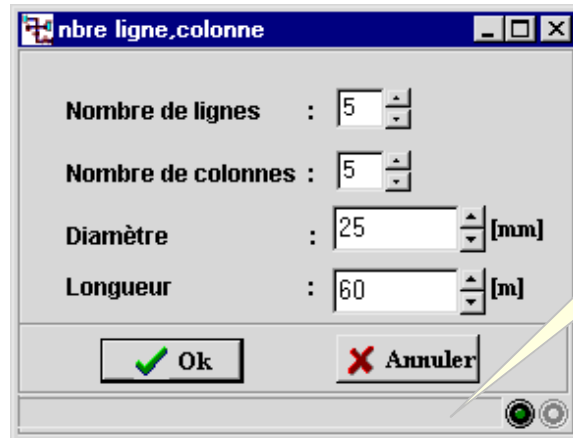 nbre ligne,colonne
Nombre de lignes : 5
Nombre de colonnes : 5
Diamètre : 25 [mm]
Longueur : 60 [m]
Ok Annuler